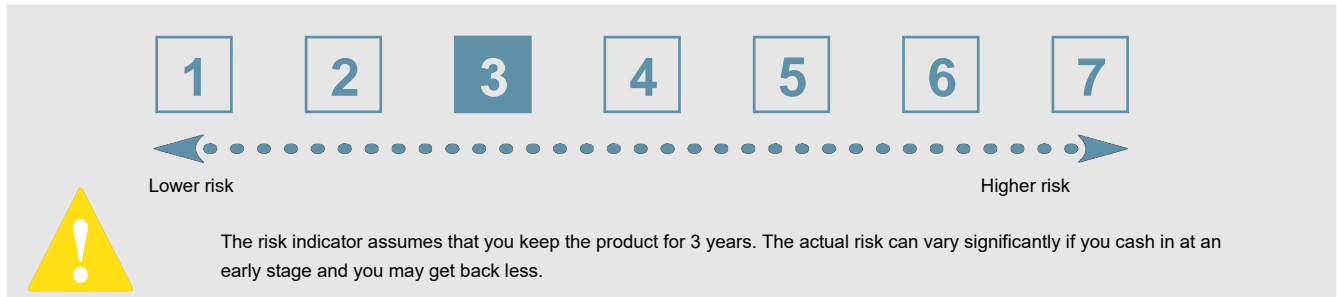 1 2 3 4 5 6 7
Lower risk Higher risk
!
The risk indicator assumes that you keep the product for 3 years. The actual risk can vary significantly if you cash in at an
early stage and you may get back less.